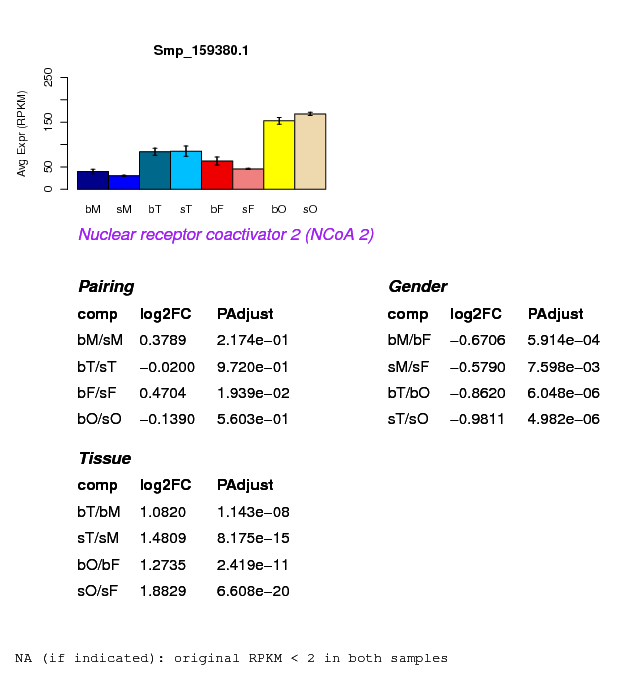 Smp_159380.1
Avg Expr (RPKM)
0 50 150 250
bM sM bT sT bF sF bO sO
Nuclear receptor coactivator 2 (NCoA 2)
Pairing
comp log2FC PAdjust
bM/sM 0.3789 2.174e−01
bT/sT −0.0200 9.720e−01
bF/sF 0.4704 1.939e−02
bO/sO −0.1390 5.603e−01
Gender
comp log2FC PAdjust
bM/bF −0.6706 5.914e−04
sM/sF −0.5790 7.598e−03
bT/bO −0.8620 6.048e−06
sT/sO −0.9811 4.982e−06
Tissue
comp log2FC PAdjust
bT/bM 1.0820 1.143e−08
sT/sM 1.4809 8.175e−15
bO/bF 1.2735 2.419e−11
sO/sF 1.8829 6.608e−20
NA (if indicated): original RPKM < 2 in both samples